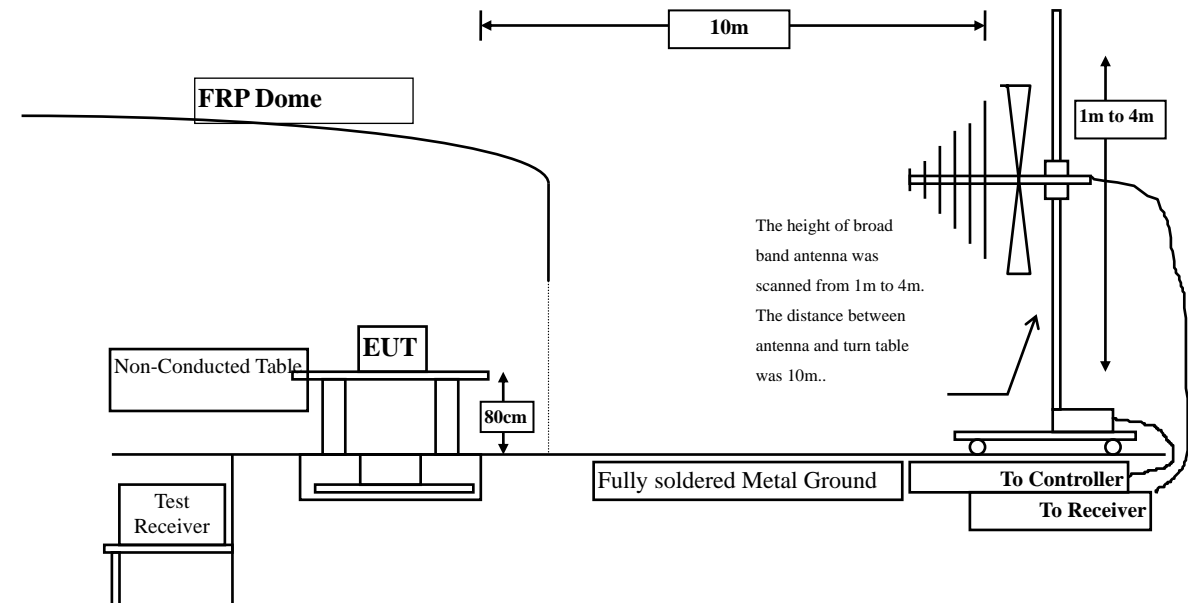 10m
FRP Dome
1m to 4m
The height of broad
band antenna was
scanned from 1m to 4m.
The distance between
antenna and turn table
was 10m..
EUT
Non-Conducted Table
80cm
Fully soldered Metal Ground
To Controller
To Receiver
Test
Receiver